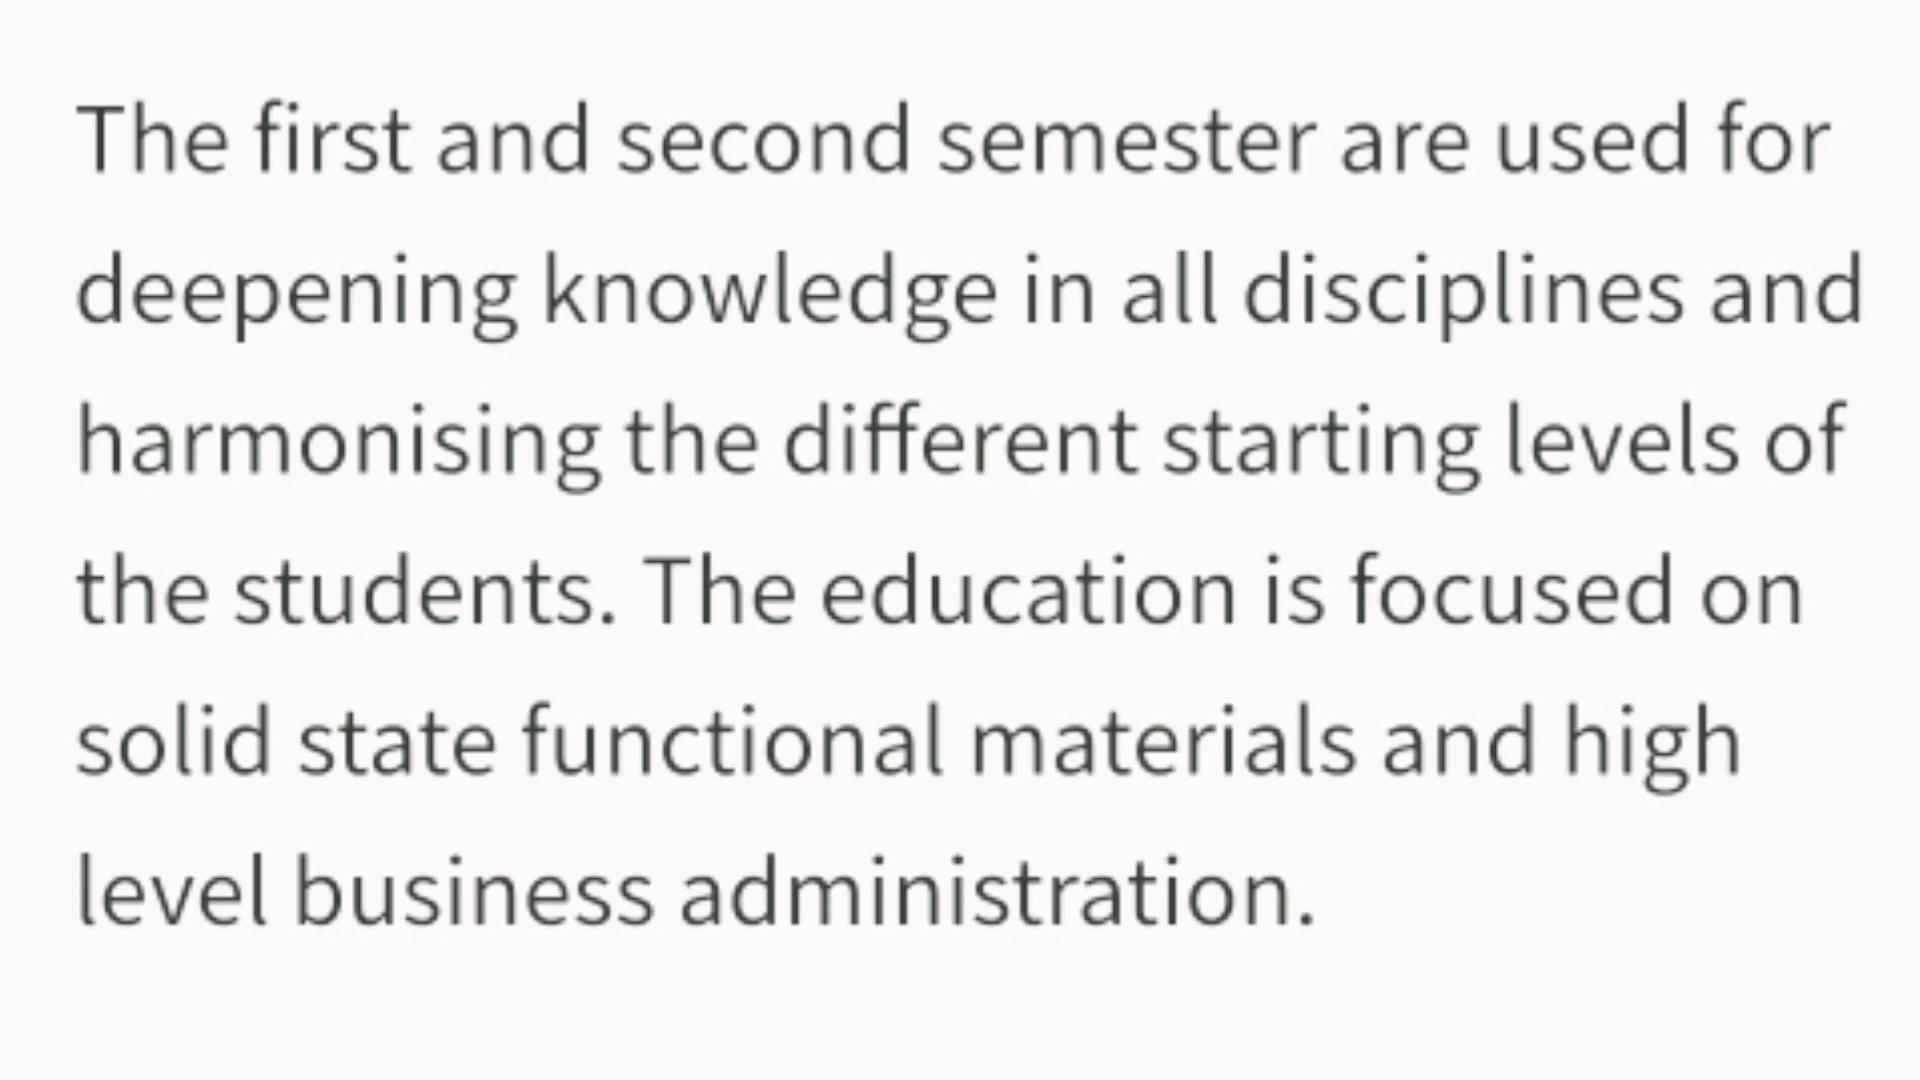 The first and second semester are used for
deepening knowledge in all disciplines and
harmonising the different starting levels of
the students. The education is focused on
solid state functional materials and high
level business administration.